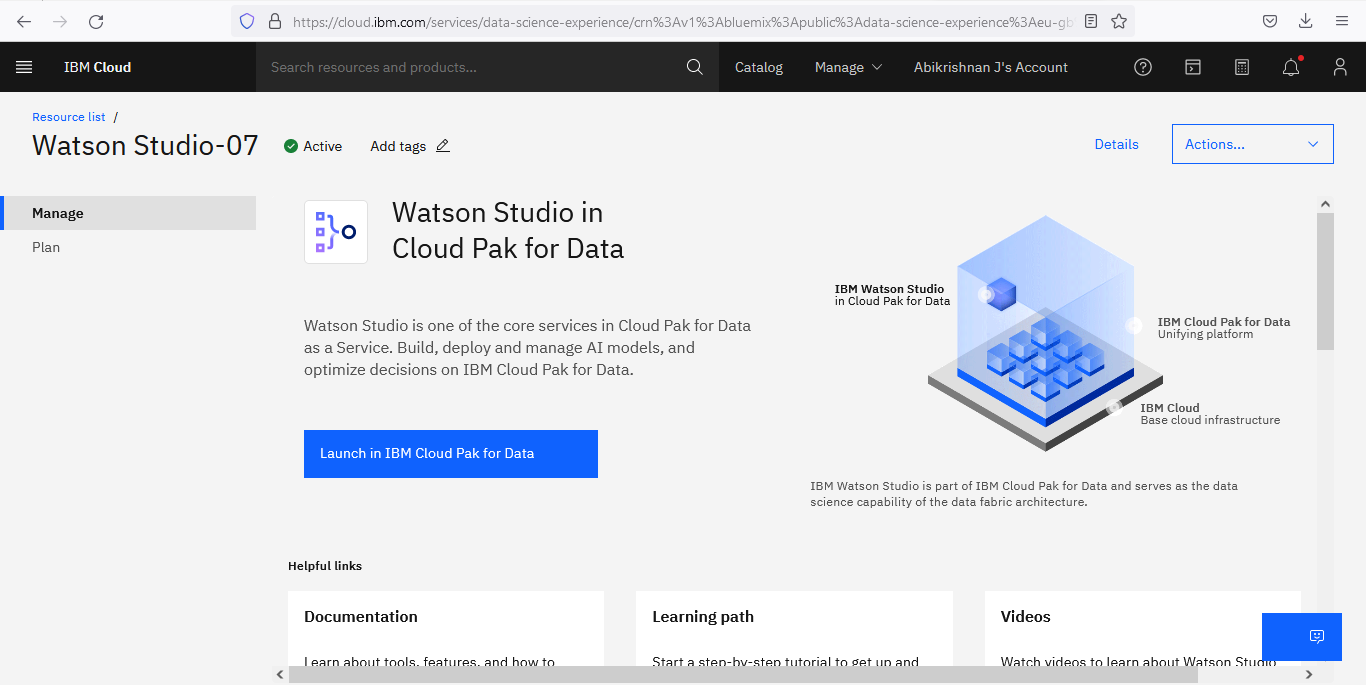 https://cloud.ibm.com/services/data-science-experience/crn%3Av1%3Abluemix%3Apublic%3Adata-science-experience%3Aeu-gb
IBM Cloud
Search resources and products...
Catalog
Manage
Abikrishnan J's Account
Resource list /
Watson Studio-07
Active
Add tags
Details
Actions...
Manage
Plan
Watson Studio in
Cloud Pak for Data
Watson Studio is one of the core services in Cloud Pak for Data
as a Service. Build, deploy and manage AI models, and
optimize decisions on IBM Cloud Pak for Data.
Launch in IBM Cloud Pak for Data
IBM Watson Studio
in Cloud Pak for Data
IBM Cloud Pak for Data
Unifying platform
IBM Cloud
Base cloud infrastructure
IBM Watson Studio is part of IBM Cloud Pak for Data and serves as the data
science capability of the data fabric architecture.
Helpful links
Documentation
Learn about tools, features, and how to
Learning path
Start a step-by-step tutorial to get up and
Videos
Watch videos to learn about Watson Studio